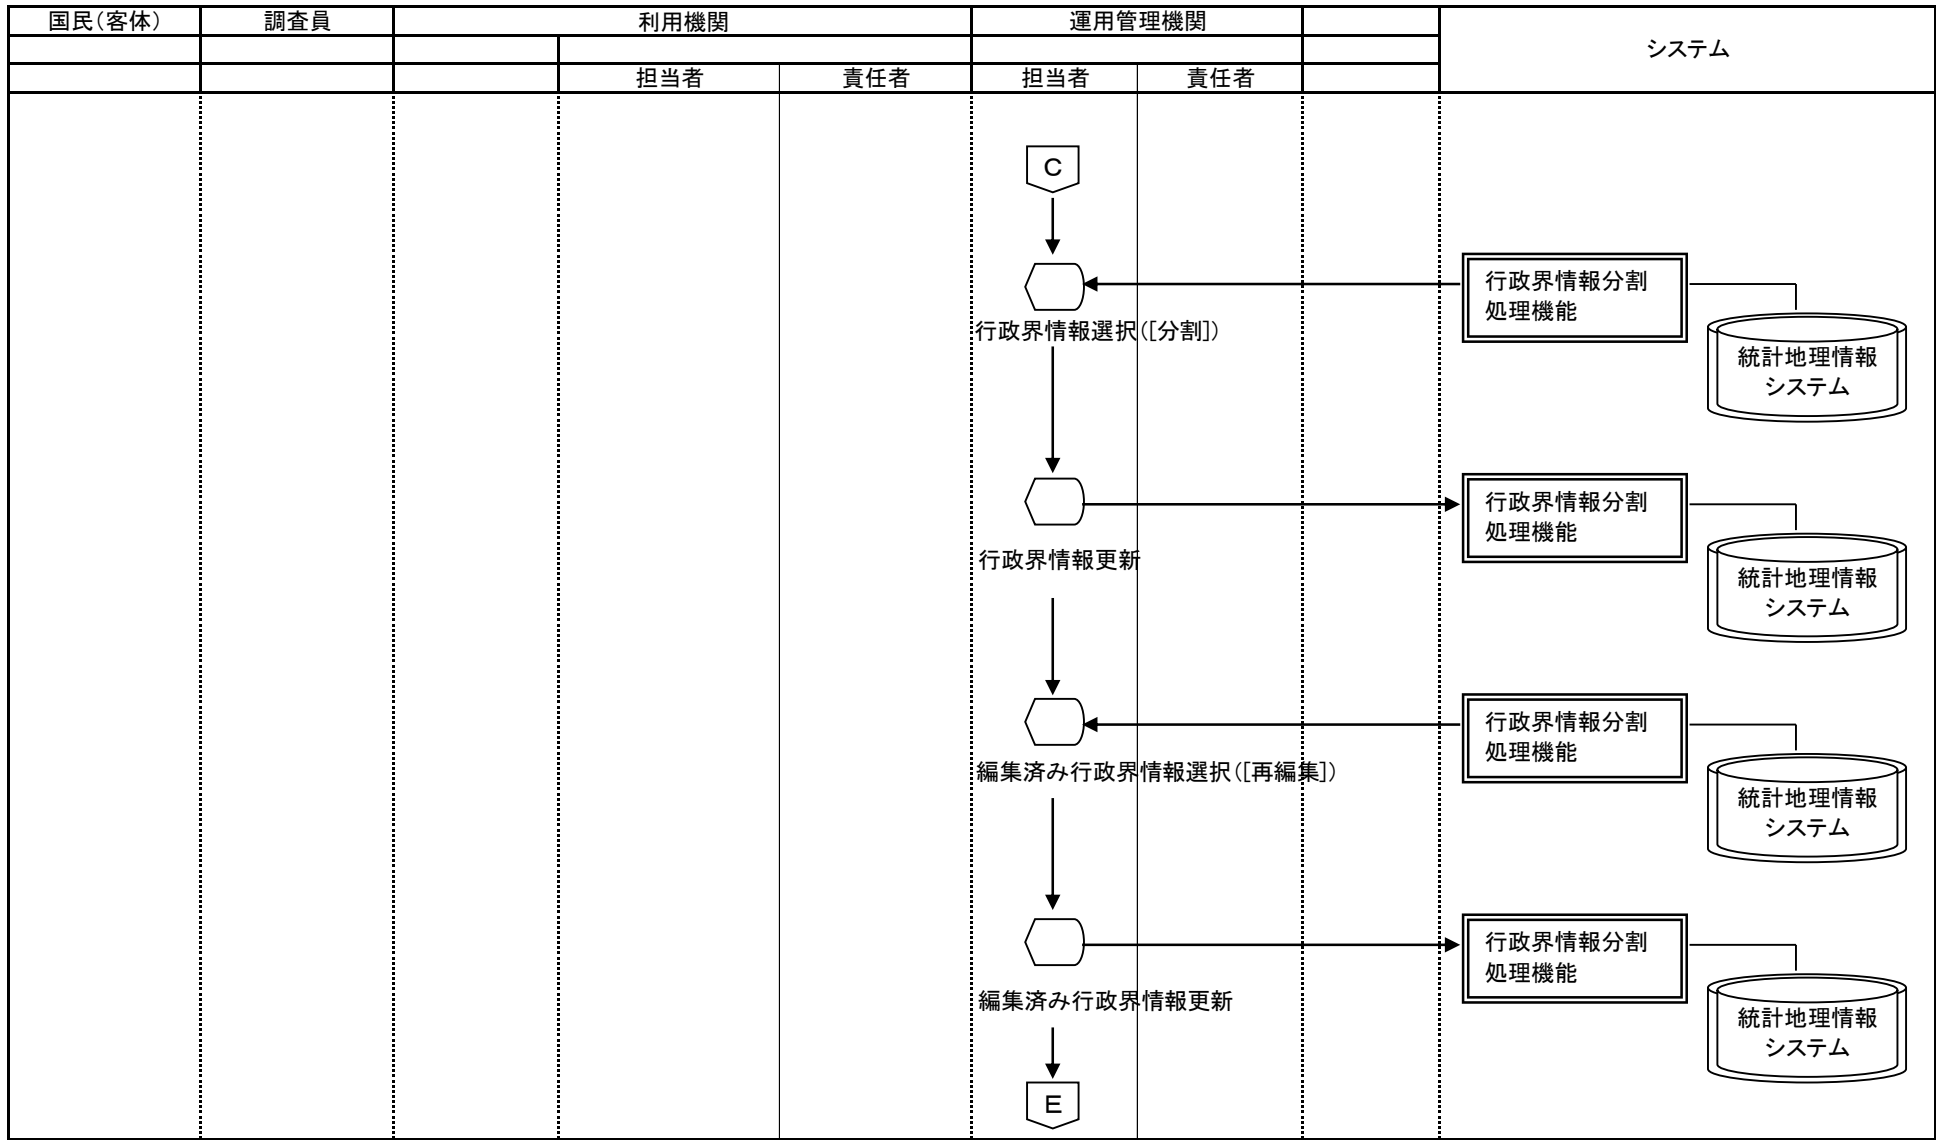 国民（客体）
調査員
利用機関
運用管理機関
システム
担当者
責任者
担当者
責任者
C
行政界情報分割
処理機能
行政界情報選択（［分割］）
統計地理情報
システム
行政界情報分割
処理機能
行政界情報更新
統計地理情報
システム
行政界情報分割
処理機能
編集済み行政界情報選択（［再編集］）
統計地理情報
システム
行政界情報分割
処理機能
編集済み行政界情報更新
統計地理情報
システム
E